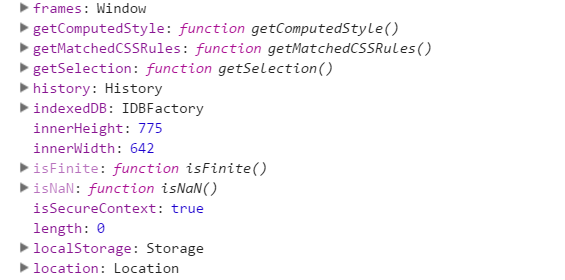 frames: Window
getComputedStyle: function getComputedStyle()
getMatchedCSSRules: function getMatchedCSSRules()
getSelection: function getSelection()
history: History
indexedDB: IDBFactory
innerHeight: 775
innerWidth: 642
isFinite: function isFinite()
isNaN: function isNaN()
isSecureContext: true
length: 0
localStorage: Storage
location: Location